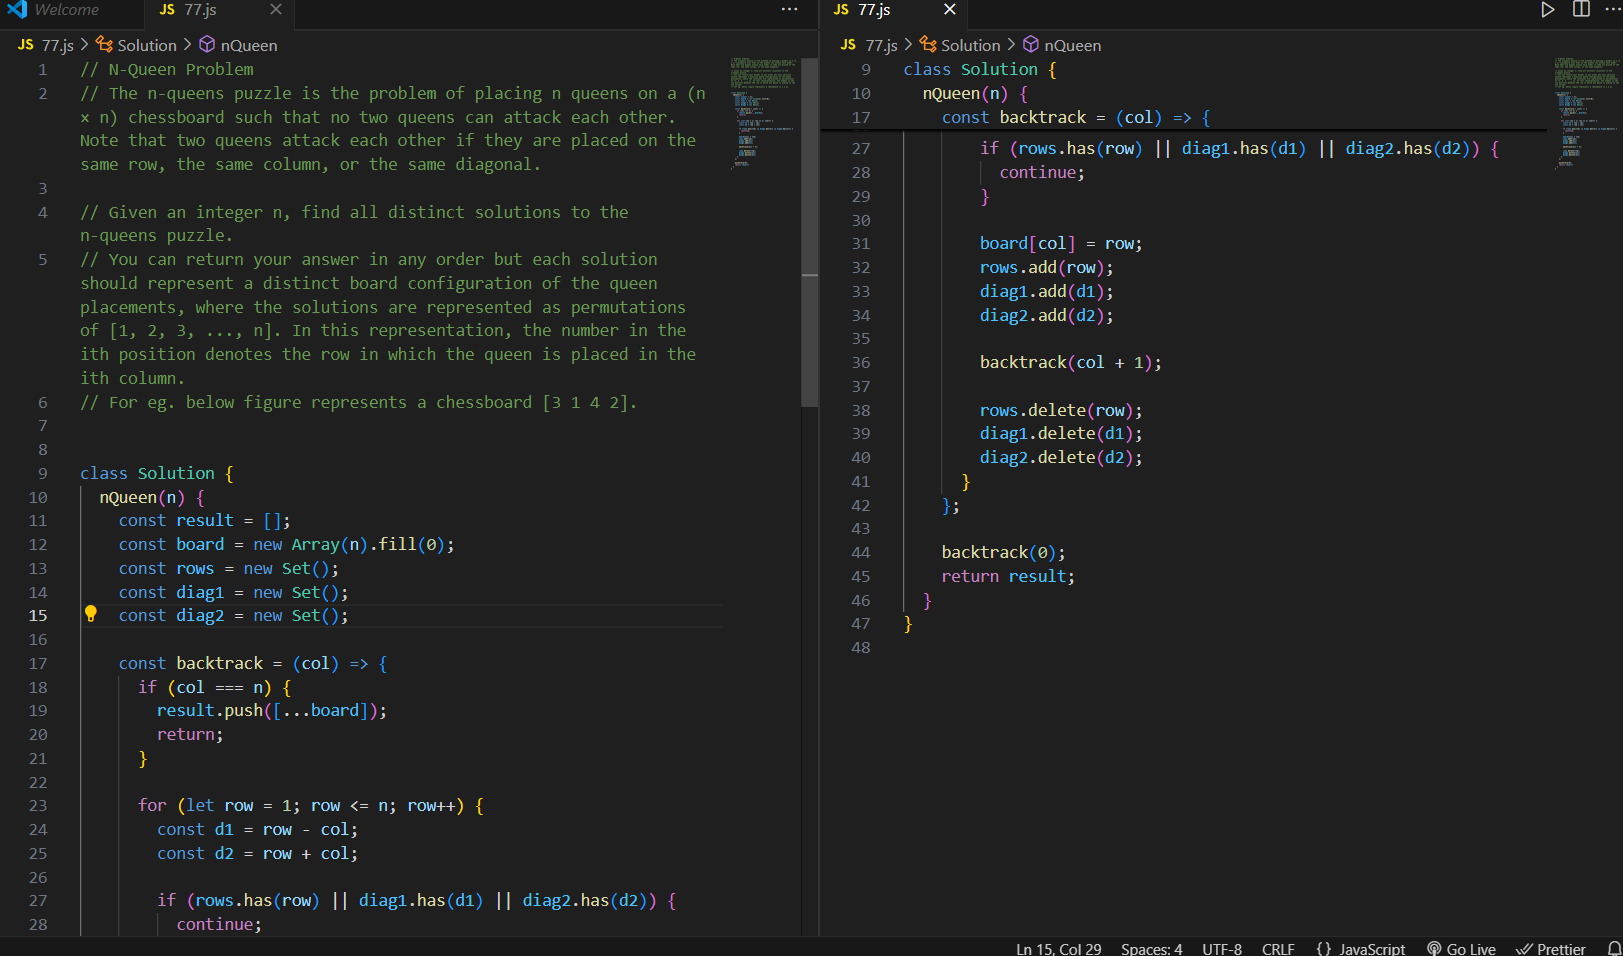 Welcome
JS 77.js
JS 77.js > Solution > nQueen
1 // N-Queen Problem
2 // The n-queens puzzle is the problem of placing n queens on a (n
x n) chessboard such that no two queens can attack each other.
Note that two queens attack each other if they are placed on the
same row, the same column, or the same diagonal.
3
4 // Given an integer n, find all distinct solutions to the
n-queens puzzle.
5 // You can return your answer in any order but each solution
should represent a distinct board configuration of the queen
placements, where the solutions are represented as permutations
of [1, 2, 3, ..., n]. In this representation, the number in the
ith position denotes the row in which the queen is placed in the
ith column.
6 // For eg. below figure represents a chessboard [3 1 4 2].
7
8
9 class Solution {
10 nQueen(n) {
11 const result = [];
12 const board = new Array(n).fill(0);
13 const rows = new Set();
14 const diag1 = new Set();
15 const diag2 = new Set();
16
17 const backtrack = (col) => {
18 if (col === n) {
19 result.push([...board]);
20 return;
21 }
22
23 for (let row = 1; row <= n; row++) {
24 const d1 = row - col;
25 const d2 = row + col;
26
27 if (rows.has(row) || diag1.has(d1) || diag2.has(d2)) {
28 continue;
JS 77.js
JS 77.js > Solution > nQueen
9 class Solution {
10 nQueen(n) {
17 const backtrack = (col) => {
27 if (rows.has(row) || diag1.has(d1) || diag2.has(d2)) {
28 continue;
29 }
30
31 board[col] = row;
32 rows.add(row);
33 diag1.add(d1);
34 diag2.add(d2);
35
36 backtrack(col + 1);
37
38 rows.delete(row);
39 diag1.delete(d1);
40 diag2.delete(d2);
41 }
42 };
43
44 backtrack(0);
45 return result;
46 }
47 }
48
Ln 15, Col 29 Spaces: 4 UTF-8 CRLF {} JavaScript Go Live Prettier